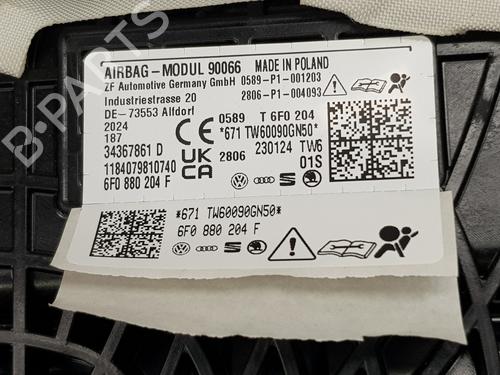 AIRBAG-MODUL 90066 MADE IN POLAND
ZF Automotive Germany GmbH 0589-P1-001203
Industriestrasse 20 2806-P1-004093
DE-73553 Alfdorf
2024
187
34367861 D
1184079810740
6F0 880 204 F
CE 0589 T 6F0 204
*671 TW60090GN50*
UK CA 2806 230124 TW6
01S
*671 TW60090GN50*
6F0 880 204 F